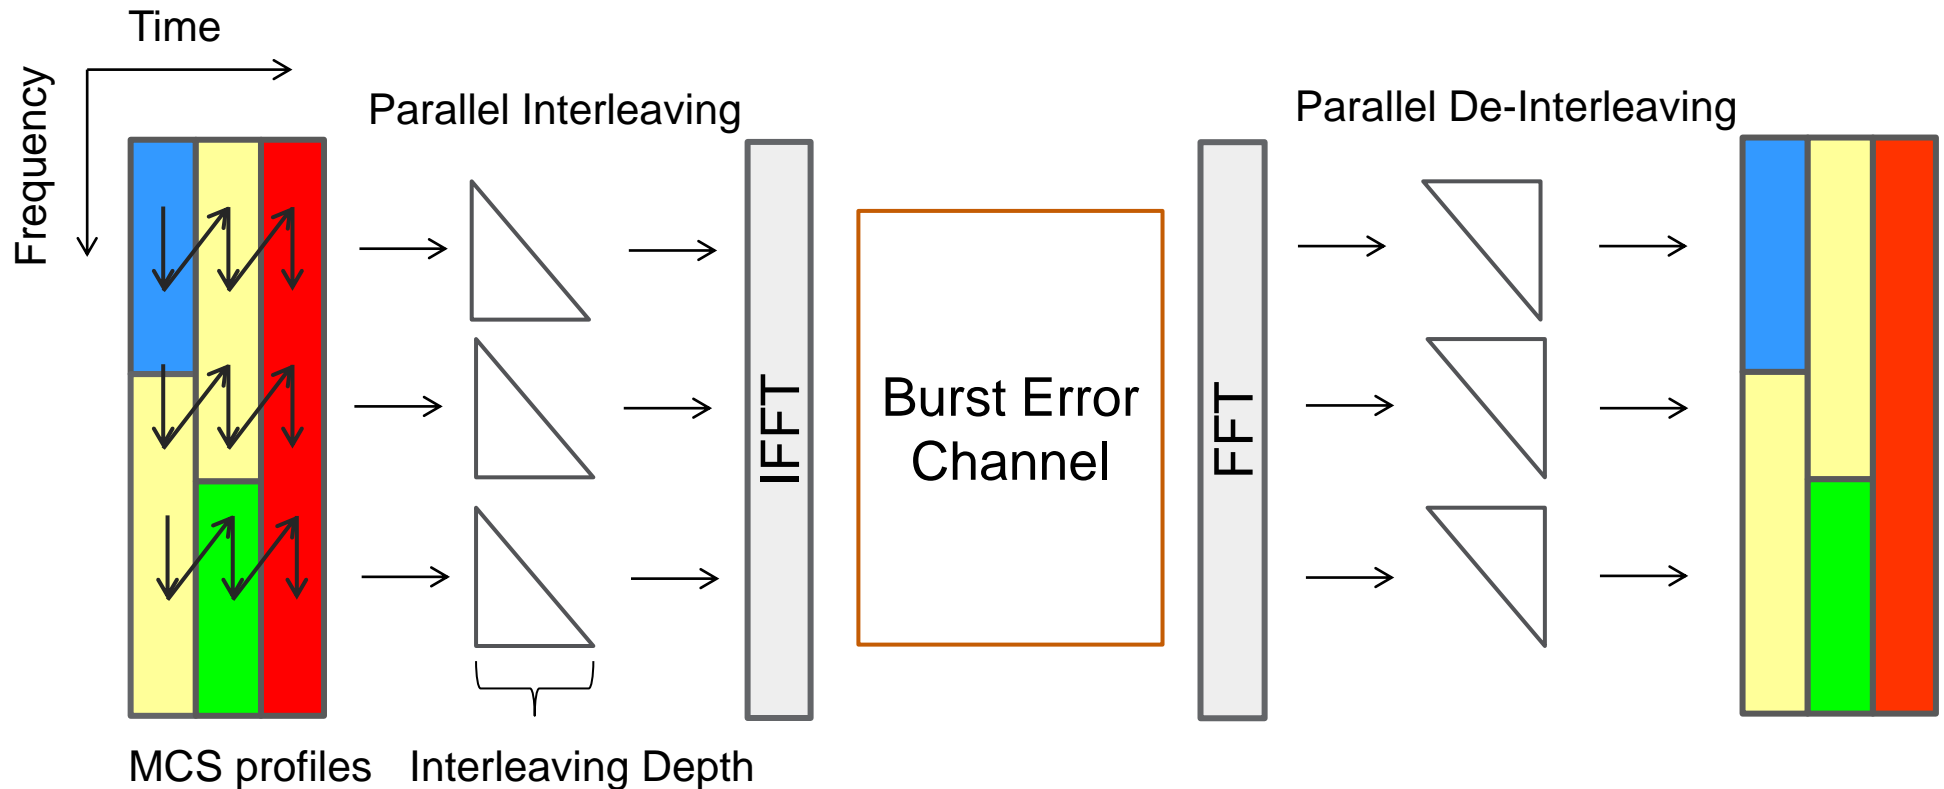 Time
Frequency
Parallel Interleaving
Parallel De-Interleaving
IFFT
Burst Error
Channel
FFT
MCS profiles
Interleaving Depth